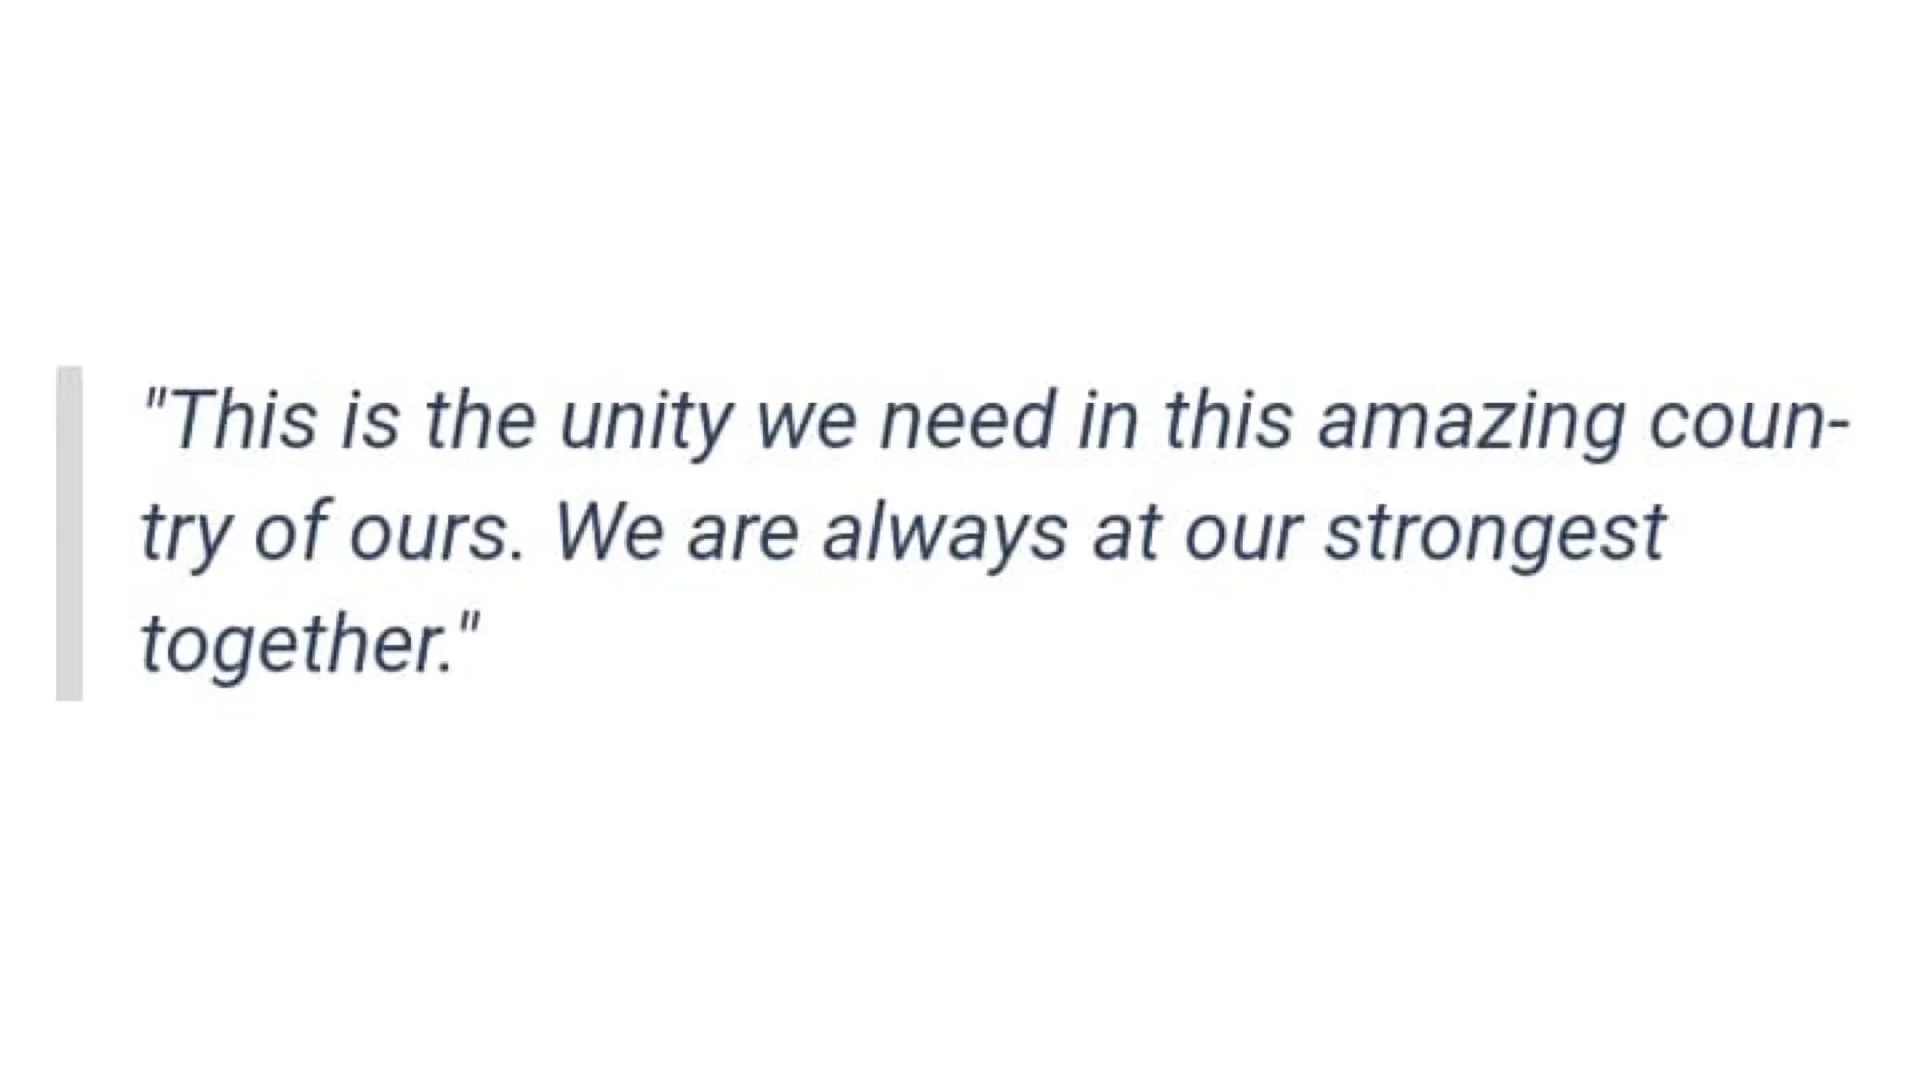 "This is the unity we need in this amazing coun-
try of ours. We are always at our strongest
together."